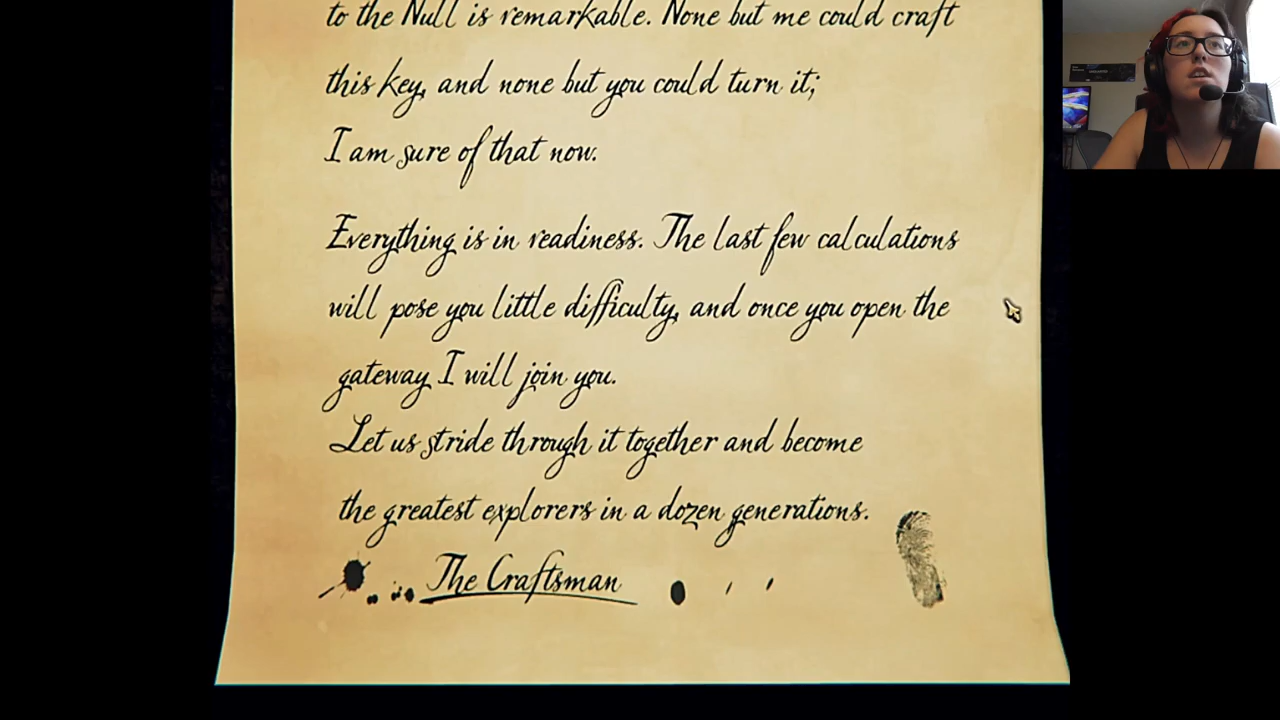 to the Null is remarkable. None but me could craft
this key, and none but you could turn it;
I am sure of that now.
Everything is in readiness. The last few calculations
will pose you little difficulty, and once you open the
gateway I will join you.
Let us stride through it together and become
the greatest explorers in a dozen generations.
The Craftsman